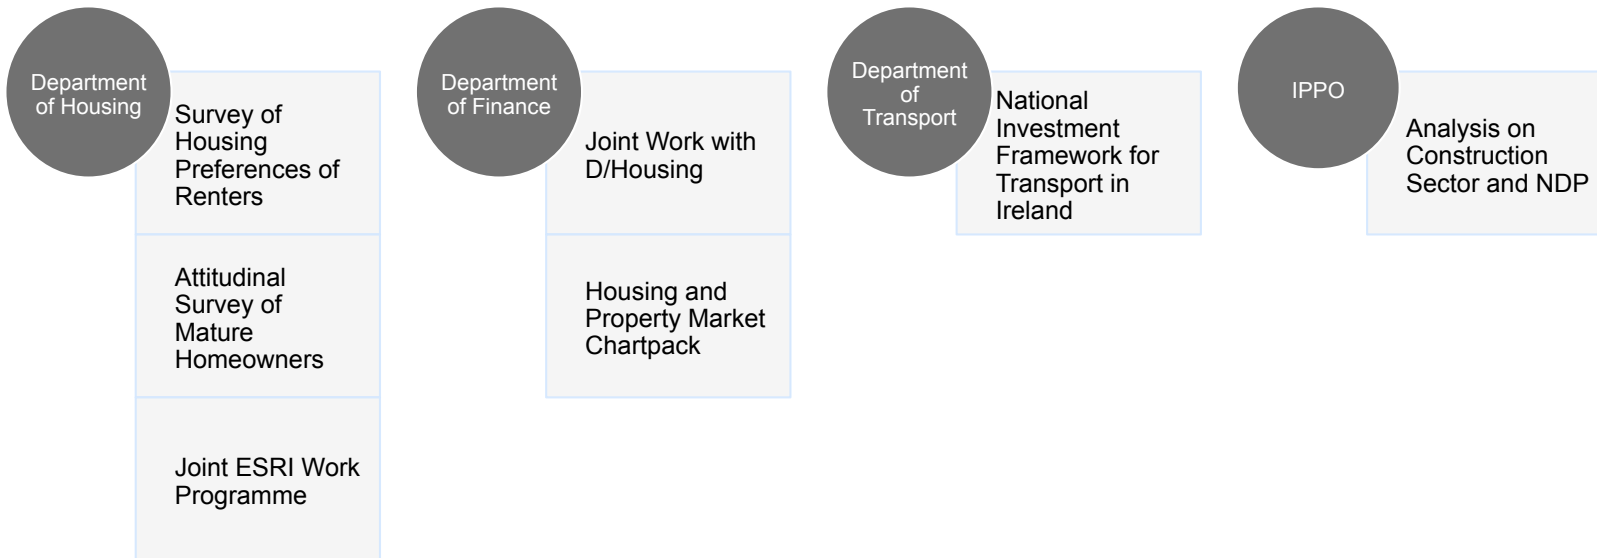 Department
of Housing
Survey of
Housing
Preferences of
Renters
Attitudinal
Survey of
Mature
Homeowners
Joint ESRI Work
Programme
Department
of Finance
Joint Work with
D/Housing
Housing and
Property Market
Chartpack
Department
of
Transport
National
Investment
Framework for
Transport in
Ireland
IPPO
Analysis on
Construction
Sector and NDP